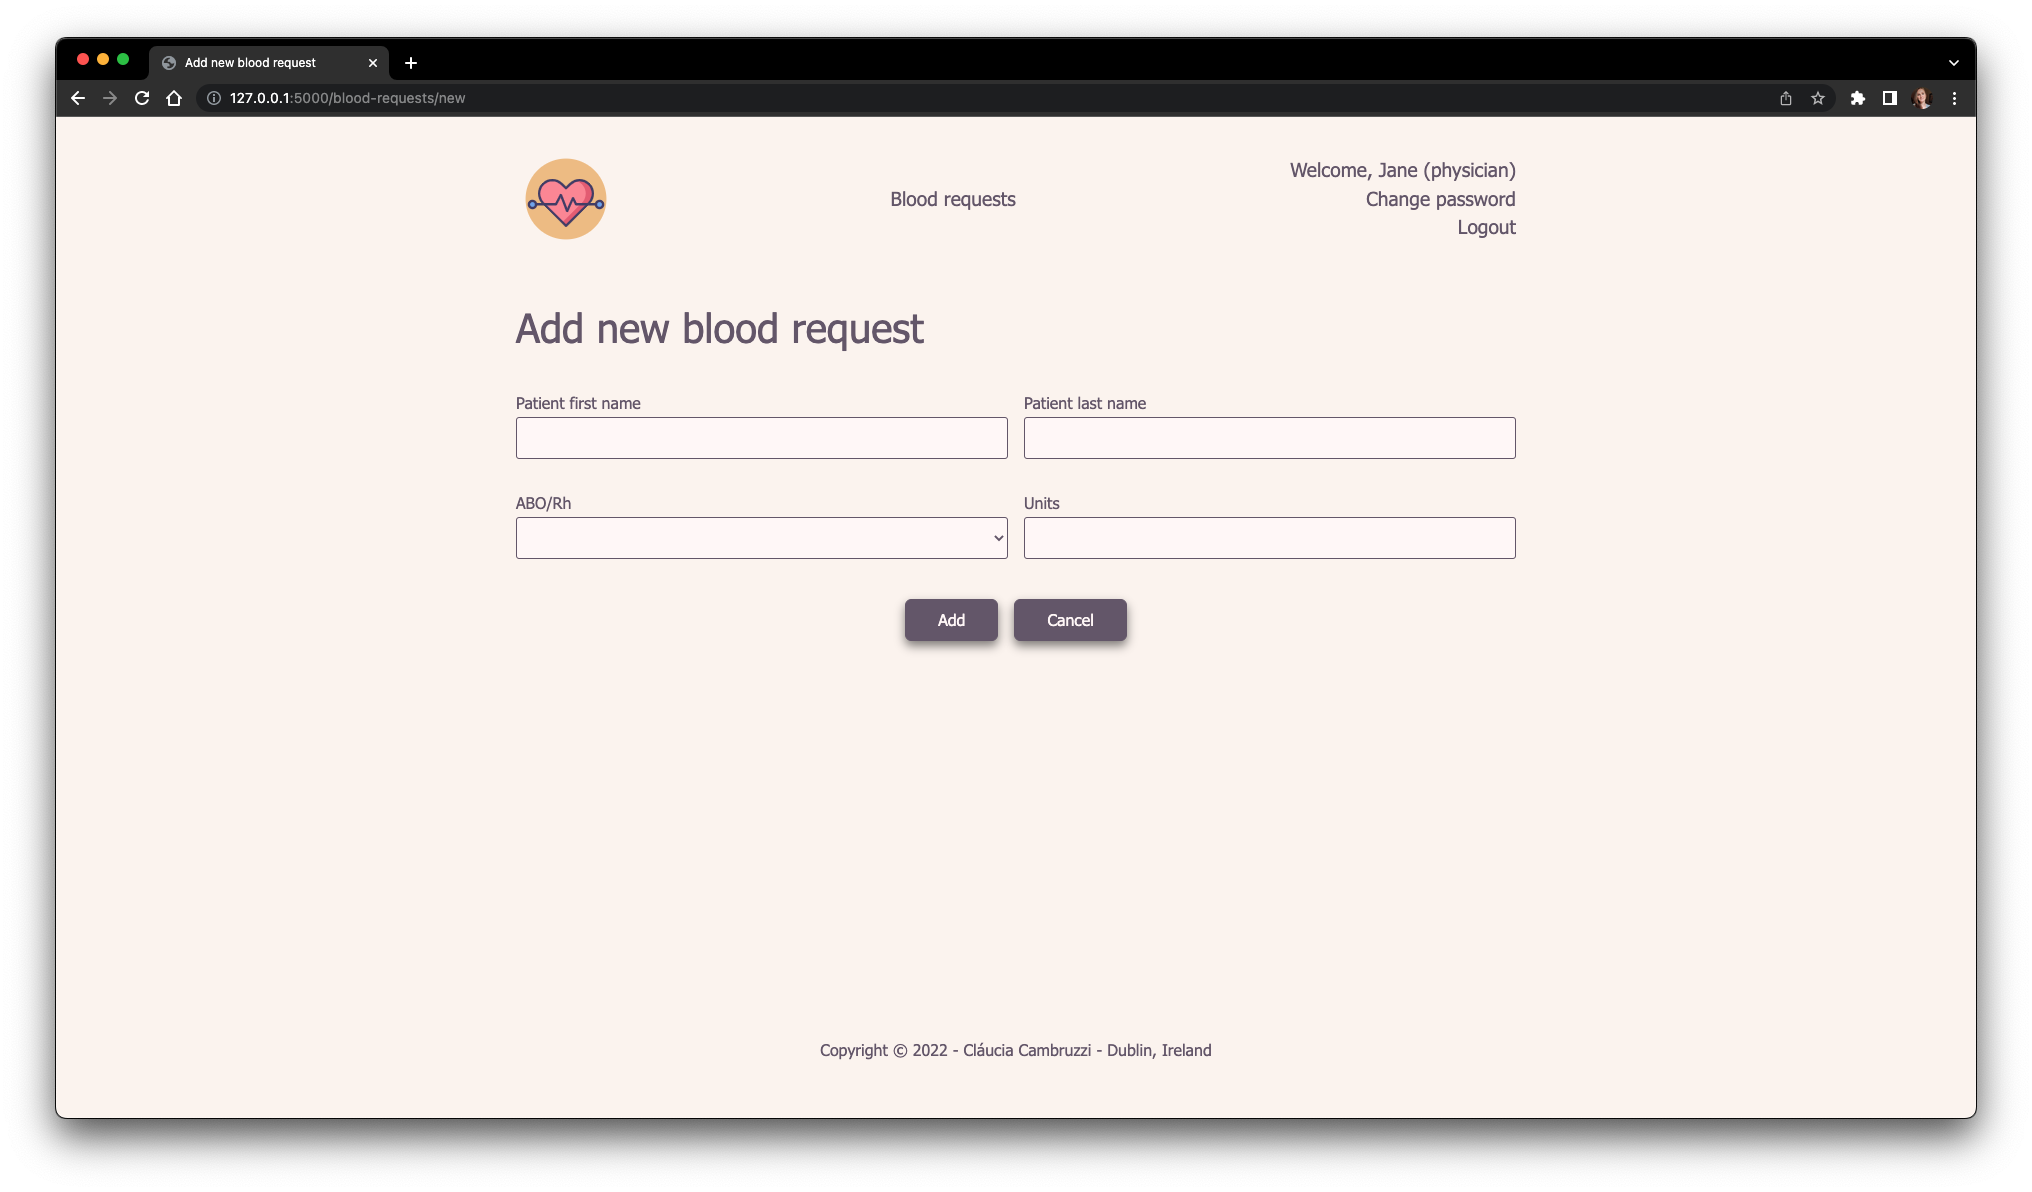 Add new blood request
127.0.0.1:5000/blood-requests/new
Welcome, Jane (physician)
Blood requests
Change password
Logout
Add new blood request
Patient first name
Patient last name
ABO/Rh
Units
Add
Cancel
Copyright © 2022 - Cláucia Cambruzzi - Dublin, Ireland